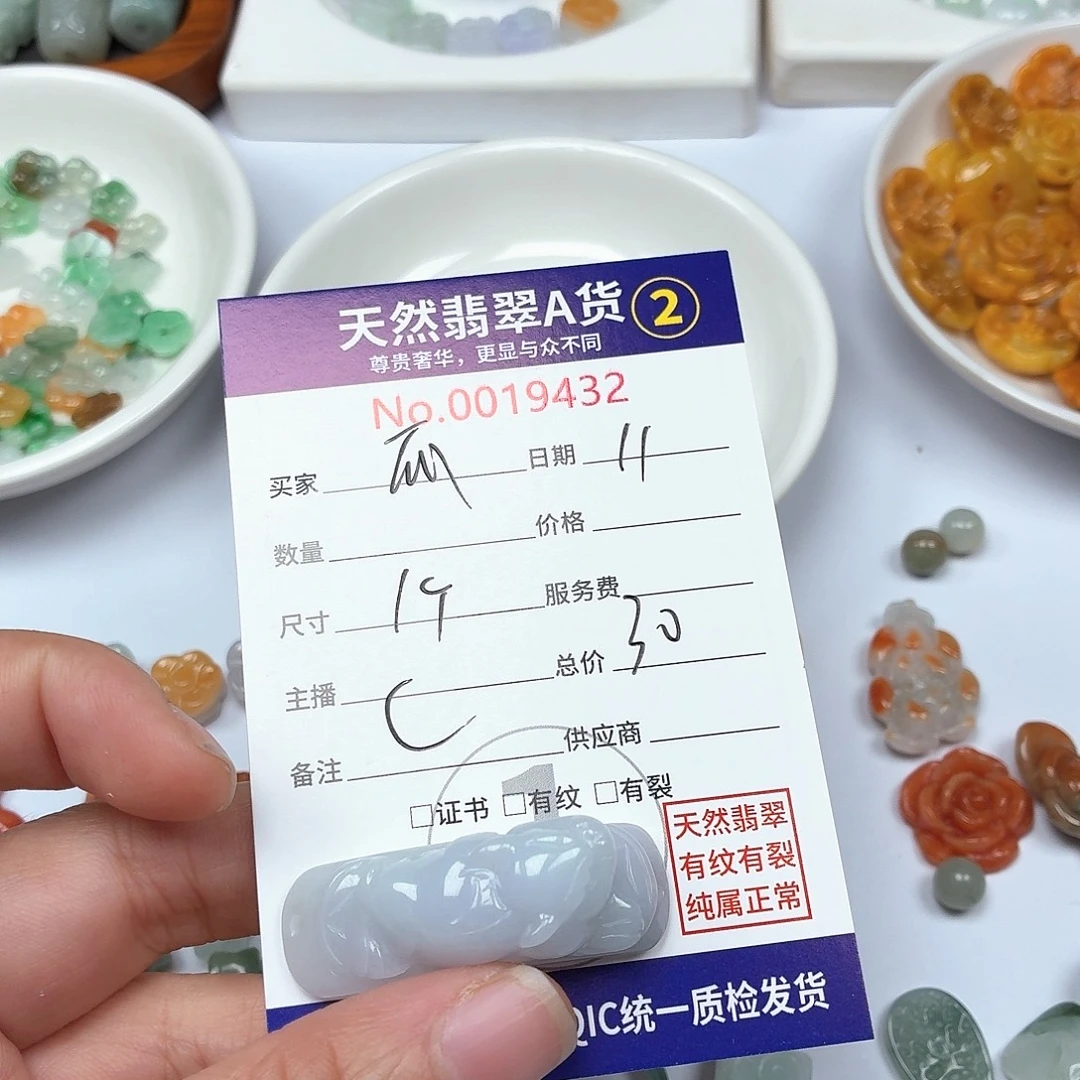 天然翡翠A货 ②
尊贵奢华，更显与众不同
No.0019432
买家 日期 11
数量 价格
尺寸 19 服务费
主播 总价 30
备注 C 供应商
1
□证书 □有纹 □有裂
天然翡翠
有纹有裂
纯属正常
QIC统一质检发货